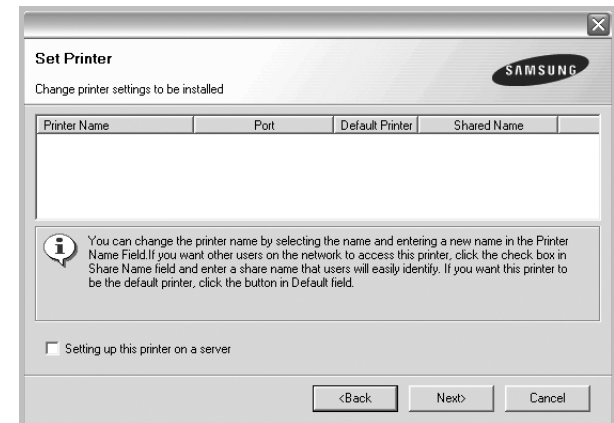 Set Printer
SAMSUNG
Change printer settings to be installed
Printer Name Port Default Printer Shared Name
You can change the printer name by selecting the name and entering a new name in the Printer
Name Field.If you want other users on the network to access this printer, click the check box in
Share Name field and enter a share name that users will easily identify. If you want this printer to
be the default printer, click the button in Default field.
Setting up this printer on a server
<Back Next> Cancel